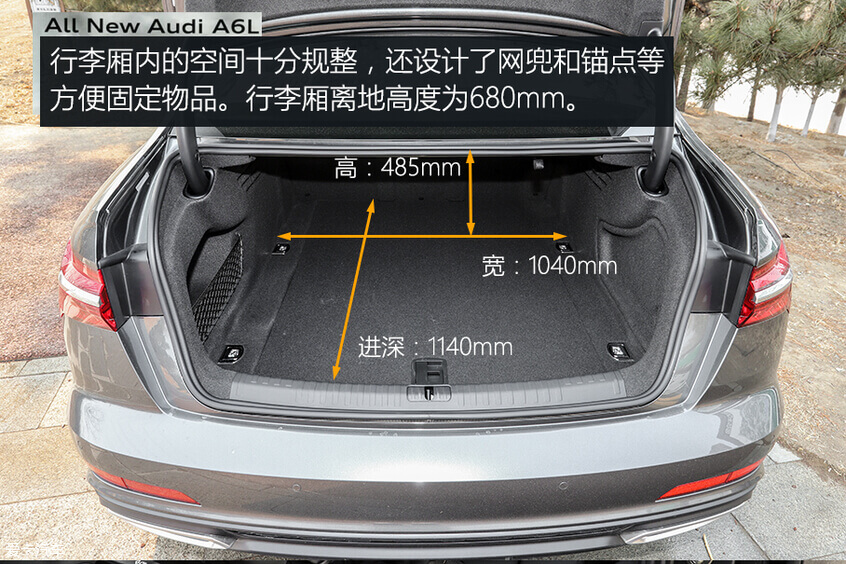 All New Audi A6L
行李厢内的空间十分规整，还设计了网兜和锚点等
方便固定物品。行李厢离地高度为680mm。
高：485mm
宽：1040mm
进深：1140mm